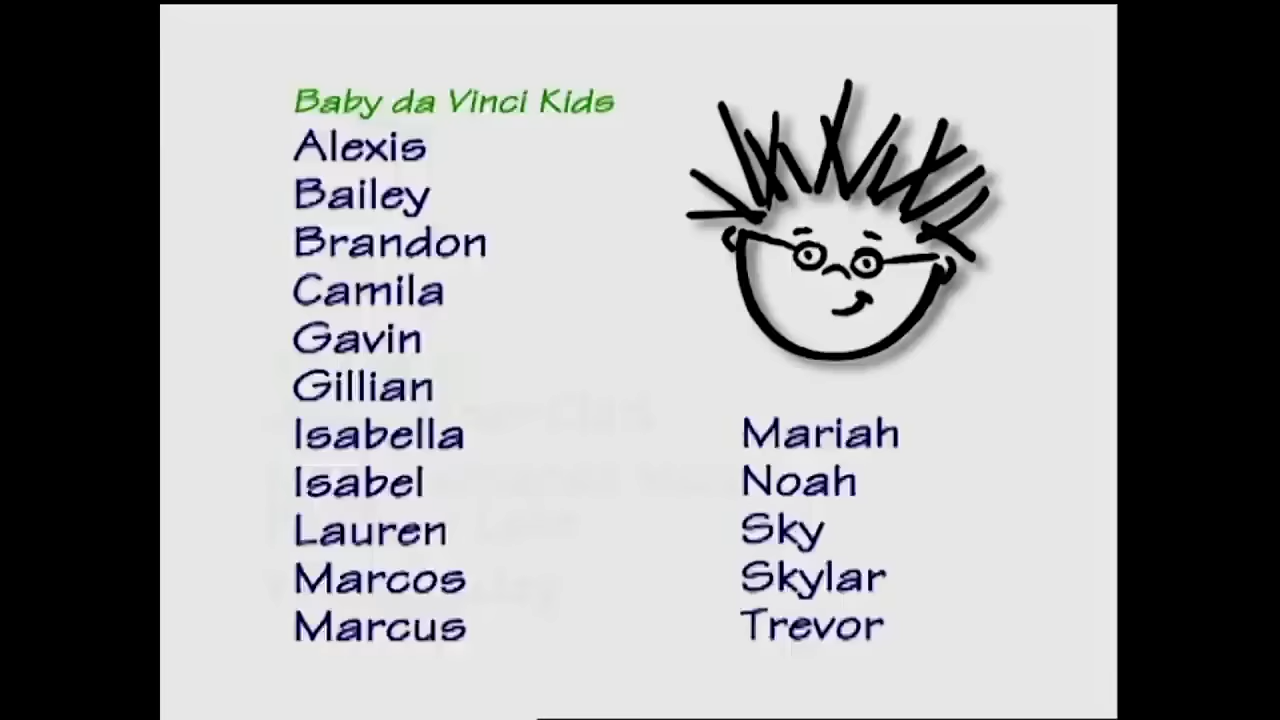 Baby da Vinci Kids
Alexis
Bailey
Brandon
Camila
Gavin
Gillian
Isabella
Isabel
Lauren
Marcos
Marcus
Mariah
Noah
Sky
Skylar
Trevor